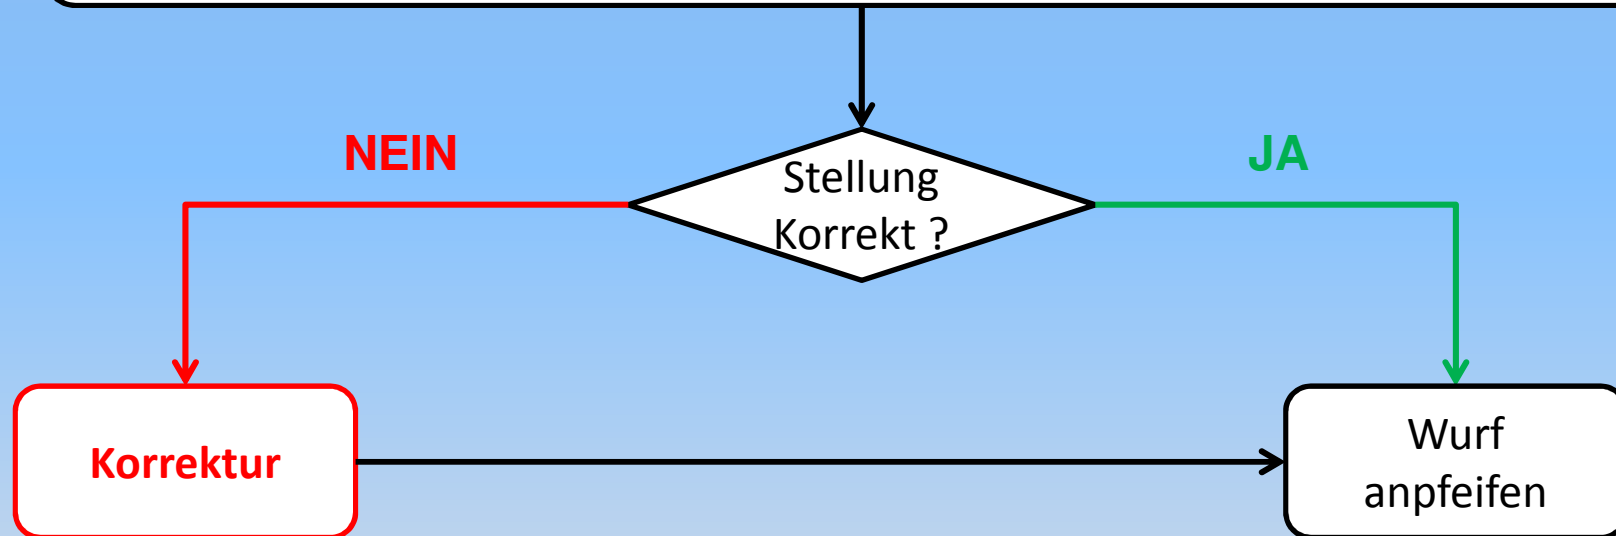 NEIN
JA
Stellung
Korrekt ?
Korrektur
Wurf
anpfeifen